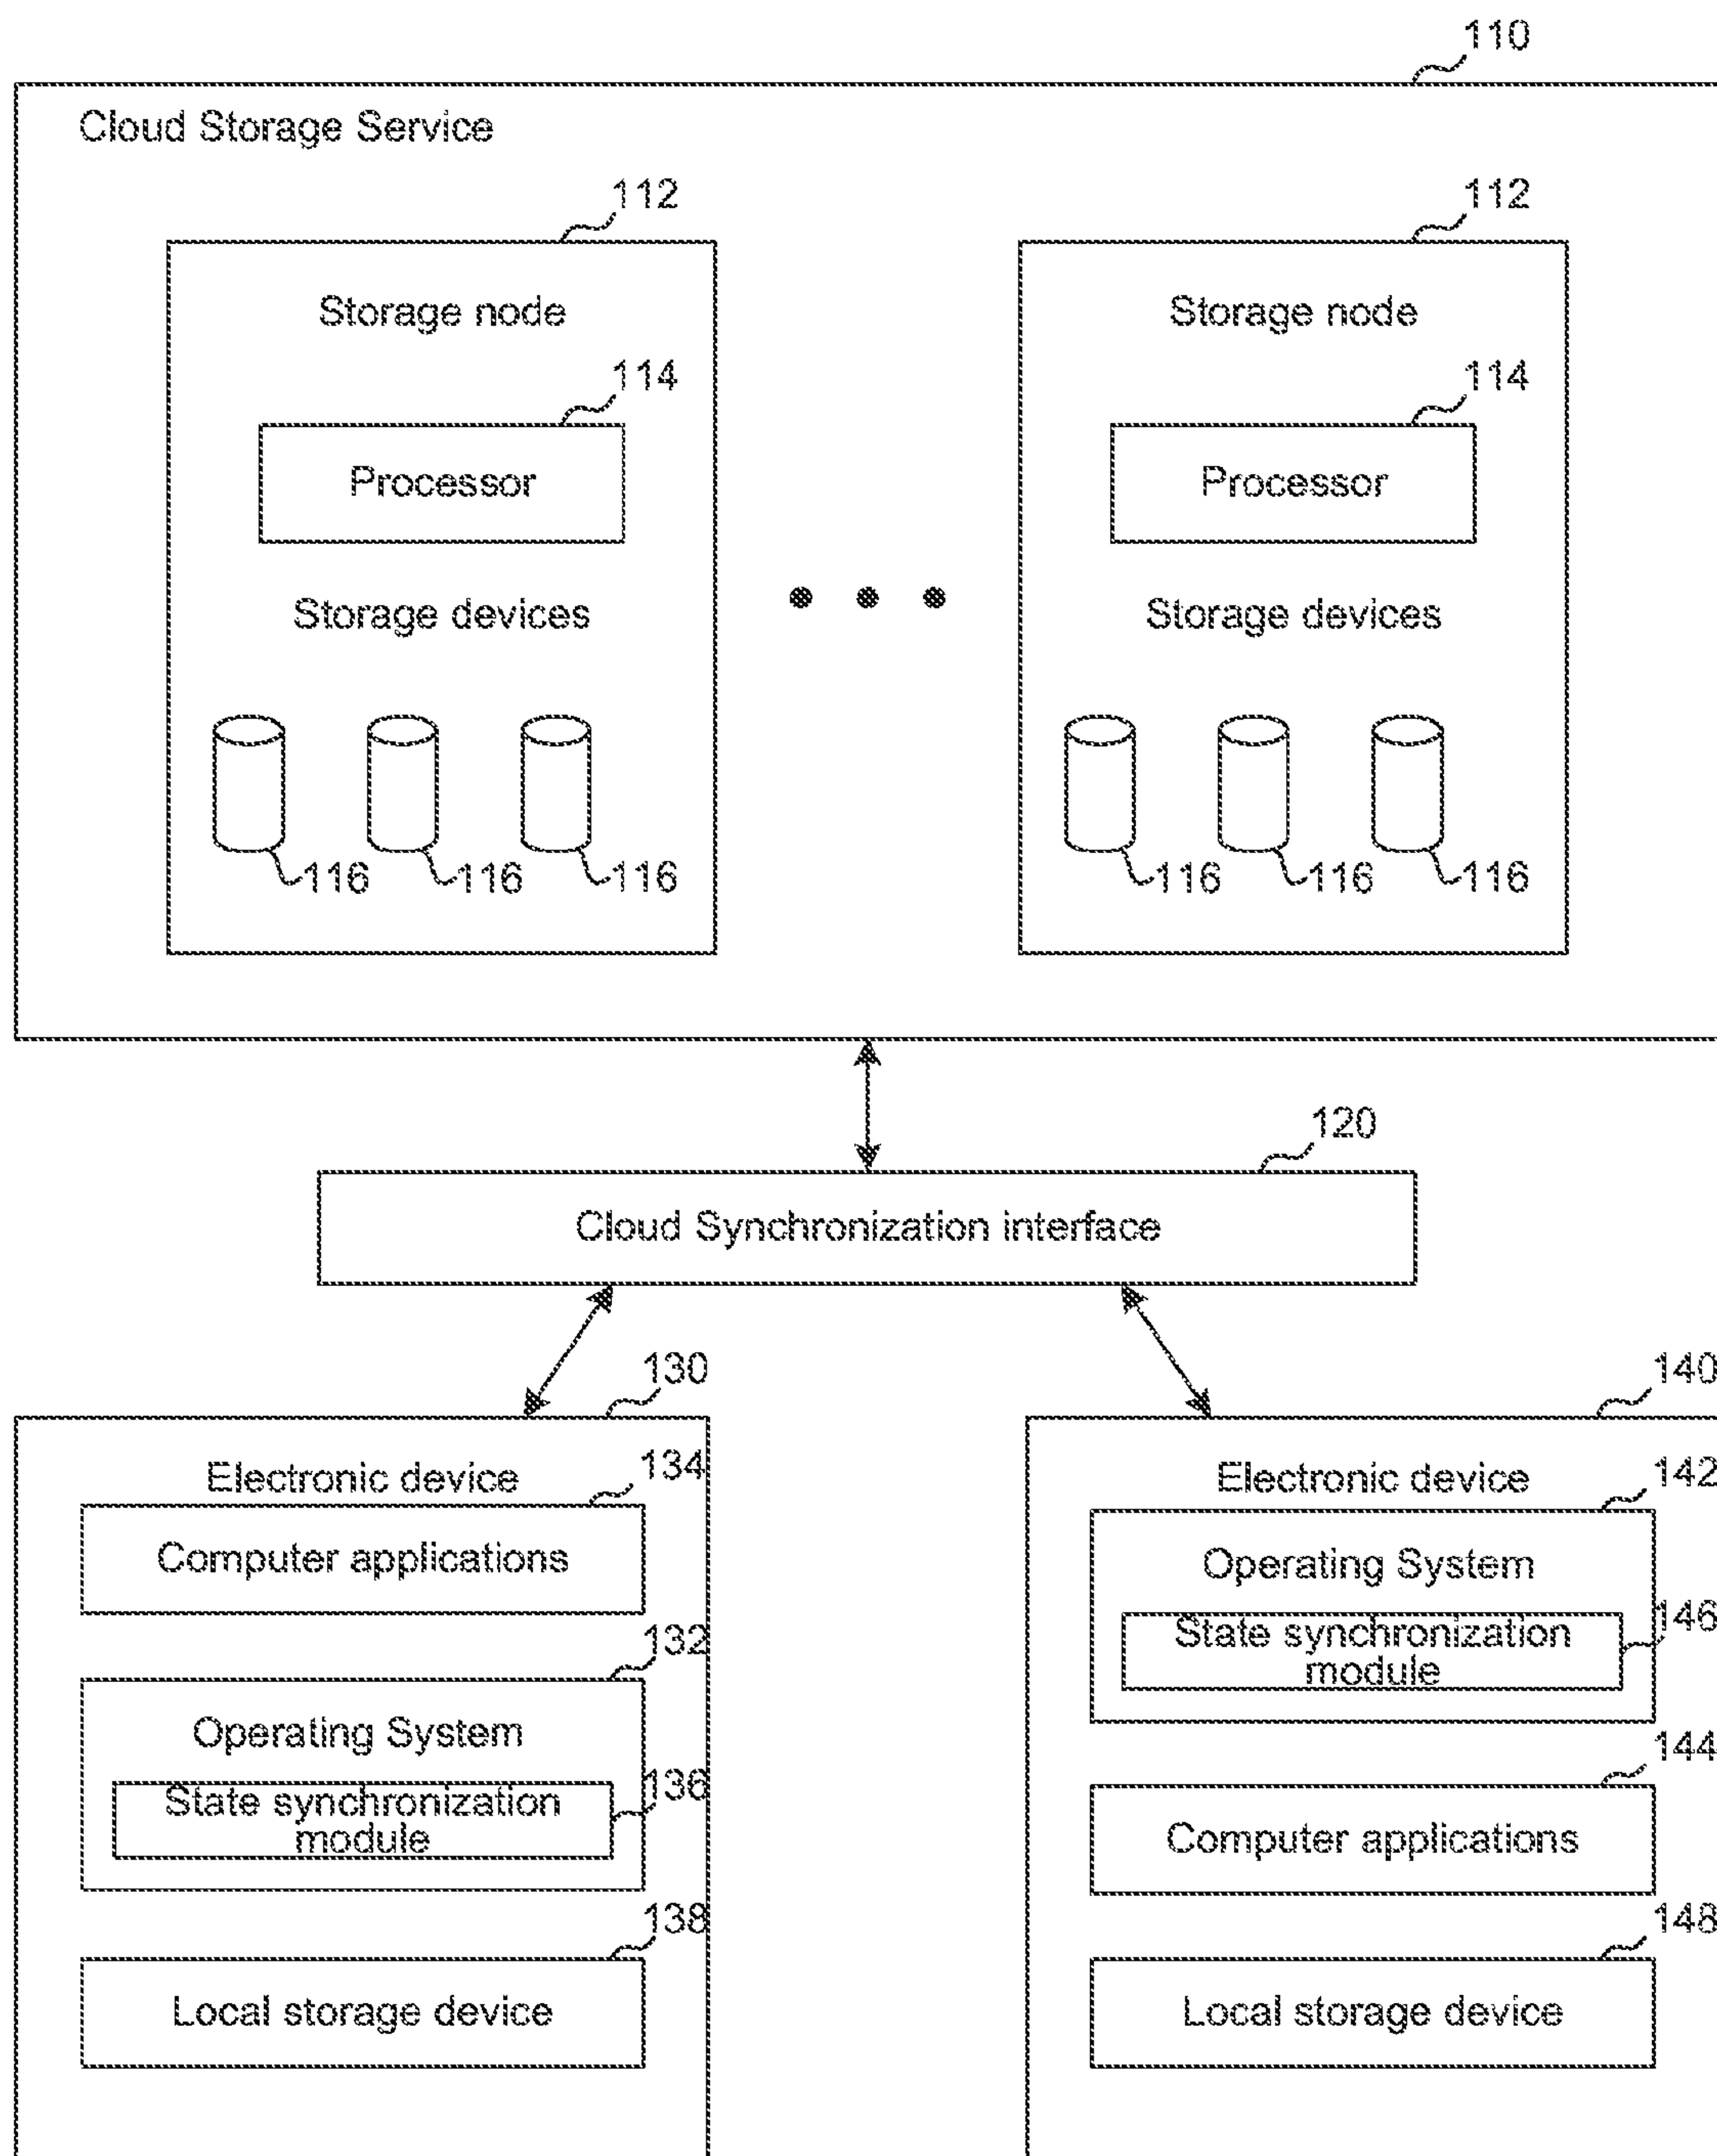 110
Cloud Storage Service
112
112
Storage node
Storage node
114
114
Processor
Processor
Storage devices
Storage devices
116
116
116
116
116
116
120
Cloud Synchronization interface
130
140
Electronic device
134
Computer applications
132
Operating System
136
State synchronization
module
138
Local storage device
Electronic device
142
Operating System
146
State synchronization
module
144
Computer applications
148
Local storage device